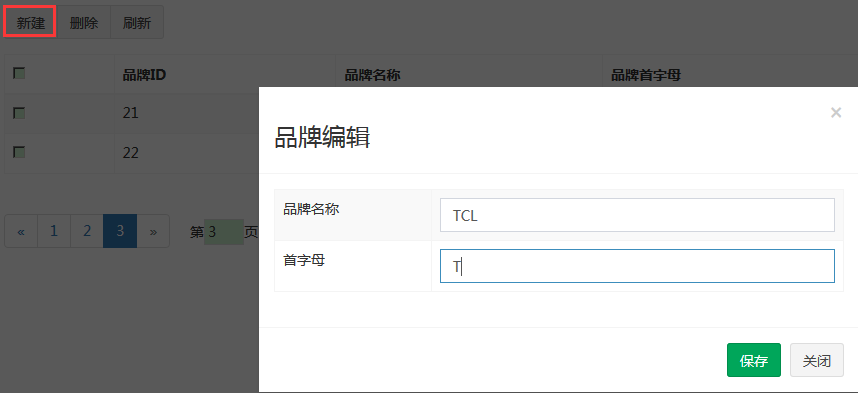 新建 删除 刷新
品牌ID 品牌名称 品牌首字母
×
品牌编辑
21
22
品牌名称 TCL
首字母 T
« 1 2 3 » 第 3 页
保存 关闭